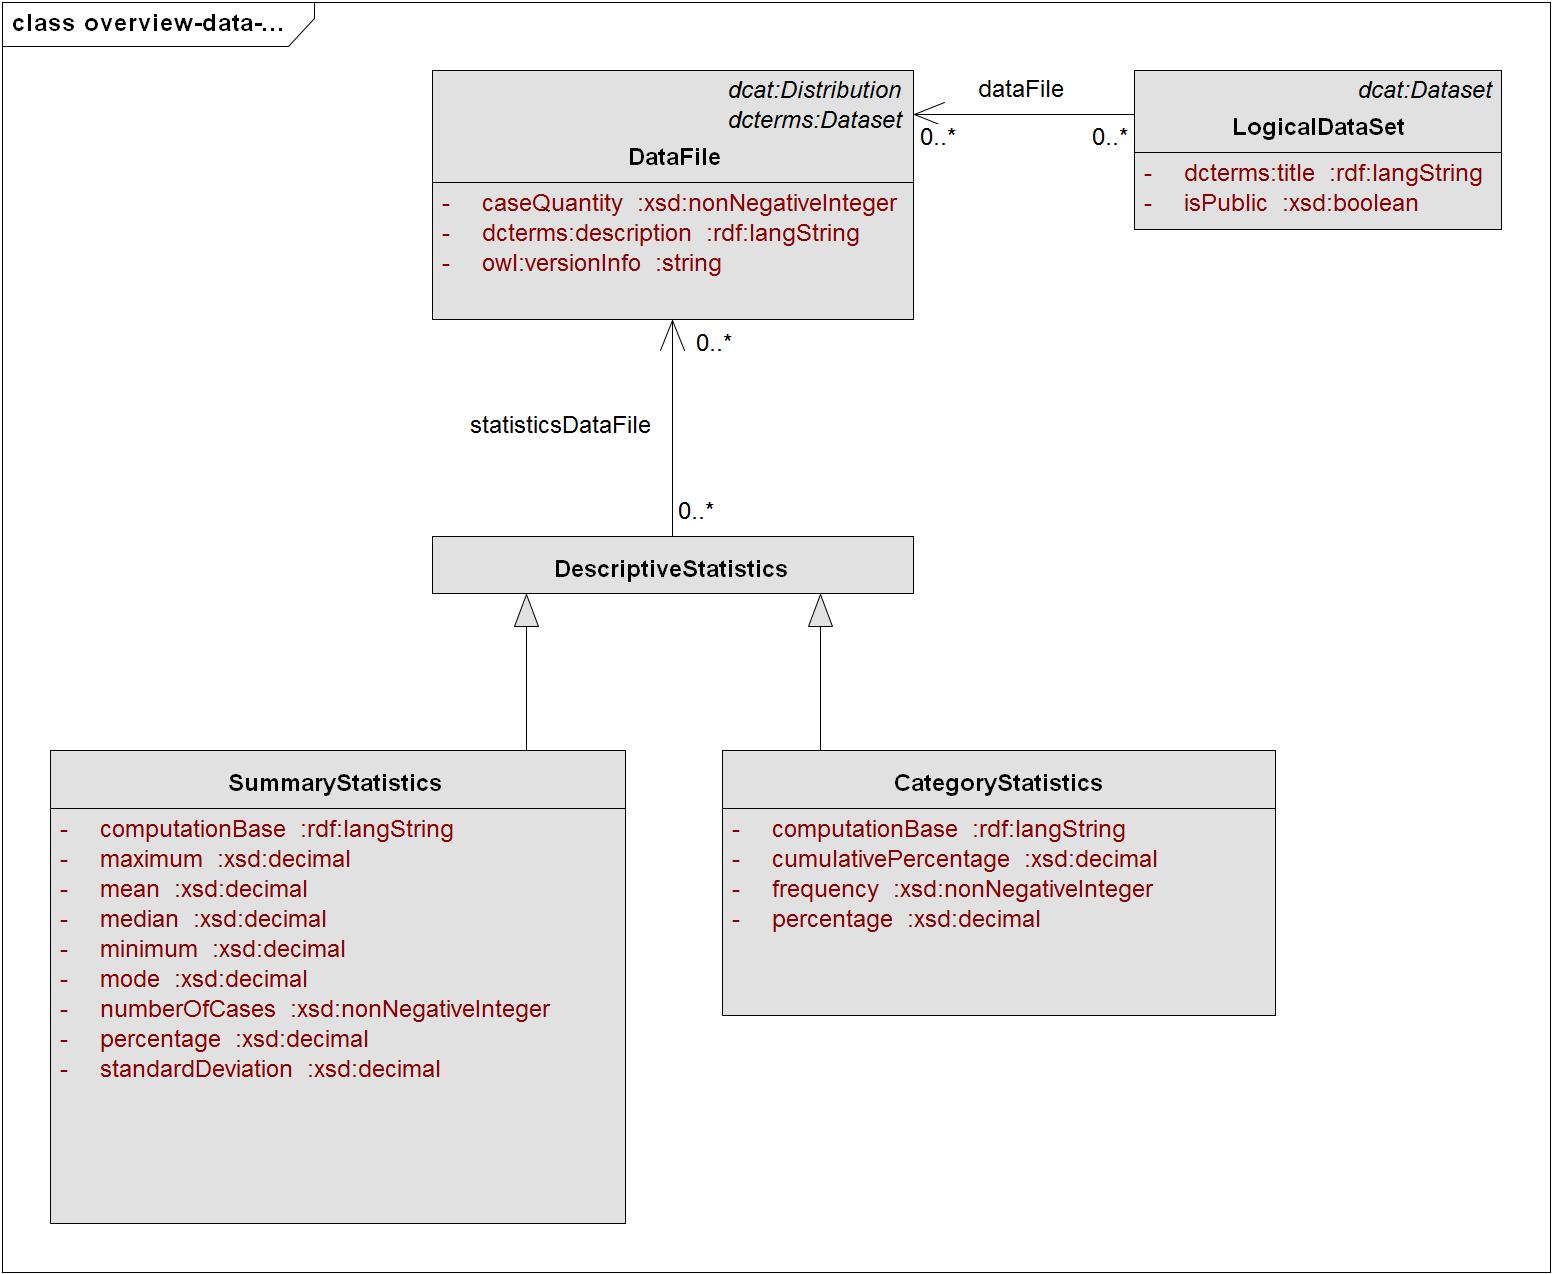 class overview-data-...
dcat:Distribution
dcterms:Dataset
DataFile
- caseQuantity :xsd:nonNegativeInteger
- dcterms:description :rdf:langString
- owl:versionInfo :string
dataFile
0..*
0..*
dcat:Dataset
LogicalDataSet
- dcterms:title :rdf:langString
- isPublic :xsd:boolean
0..*
statisticsDataFile
0..*
DescriptiveStatistics
SummaryStatistics
- computationBase :rdf:langString
- maximum :xsd:decimal
- mean :xsd:decimal
- median :xsd:decimal
- minimum :xsd:decimal
- mode :xsd:decimal
- numberOfCases :xsd:nonNegativeInteger
- percentage :xsd:decimal
- standardDeviation :xsd:decimal
CategoryStatistics
- computationBase :rdf:langString
- cumulativePercentage :xsd:decimal
- frequency :xsd:nonNegativeInteger
- percentage :xsd:decimal